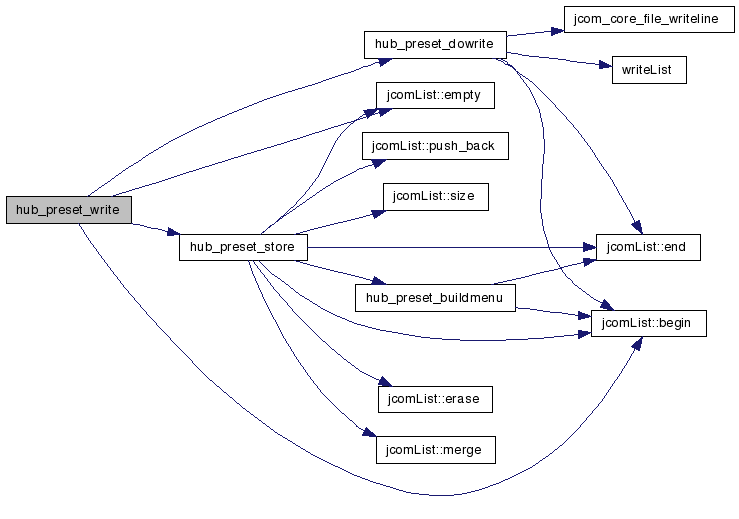 jcom_core_file_writeline
hub_preset_dowrite
writeList
jcomList::empty
jcomList::push_back
jcomList::size
hub_preset_write
hub_preset_store
jcomList::end
hub_preset_buildmenu
jcomList::begin
jcomList::erase
jcomList::merge